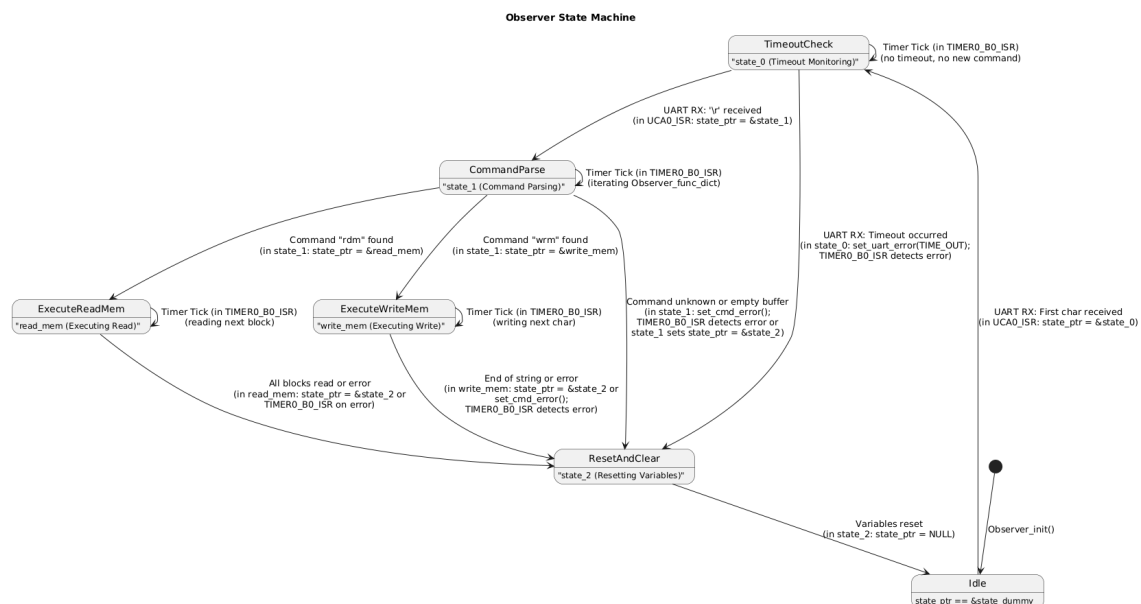 Observer State Machine
TimeoutCheck
"state_0 (Timeout Monitoring)"
Timer Tick (in TIMER0_B0_ISR)
(no timeout, no new command)
UART RX: '\r' received
(in UCA0_ISR: state_ptr = &state_1)
CommandParse
"state_1 (Command Parsing)"
Timer Tick (in TIMER0_B0_ISR)
(iterating Observer_func_dict)
Command "rdm" found
(in state_1: state_ptr = &read_mem)
Command "wrm" found
(in state_1: state_ptr = &write_mem)
UART RX: Timeout occurred
(in state_0: set_uart_error(TIME_OUT);
TIMER0_B0_ISR detects error)
ExecuteReadMem
"read_mem (Executing Read)"
Timer Tick (in TIMER0_B0_ISR)
(reading next block)
ExecuteWriteMem
"write_mem (Executing Write)"
Timer Tick (in TIMER0_B0_ISR)
(writing next char)
Command unknown or empty buffer
(in state_1: set_cmd_error();
TIMER0_B0_ISR detects error or
state_1 sets state_ptr = &state_2)
UART RX: First char received
(in UCA0_ISR: state_ptr = &state_0)
All blocks read or error
(in read_mem: state_ptr = &state_2 or
TIMER0_B0_ISR on error)
End of string or error
(in write_mem: state_ptr = &state_2 or
set_cmd_error();
TIMER0_B0_ISR detects error)
ResetAndClear
"state_2 (Resetting Variables)"
Variables reset
(in state_2: state_ptr = NULL)
Observer_init()
Idle
state_ptr == &state_dummy